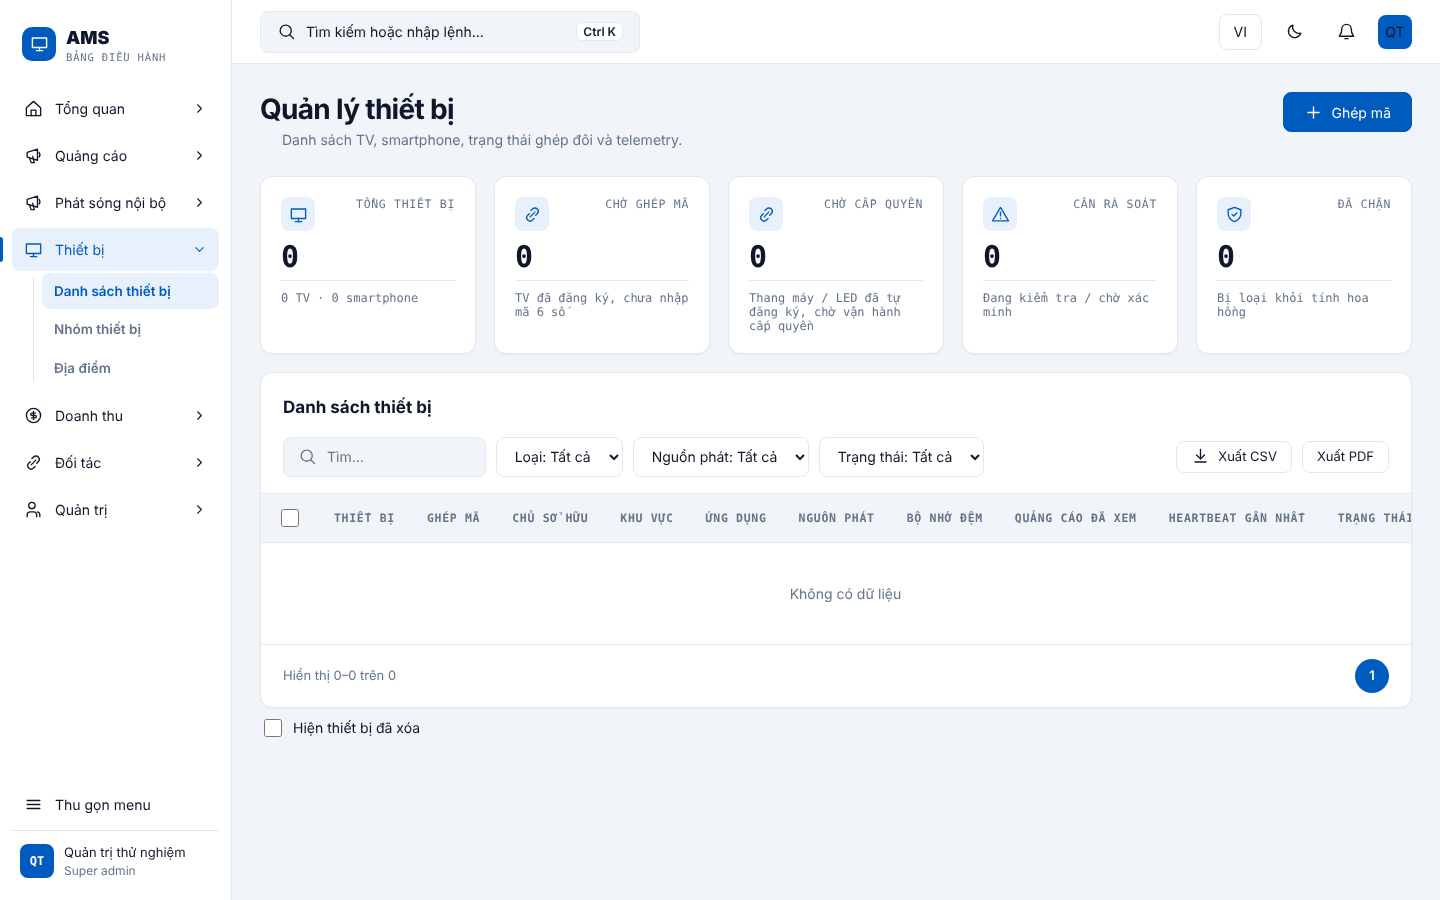 AMS
BẢNG ĐIỀU HÀNH
Tìm kiếm hoặc nhập lệnh...
Ctrl K
VI
QT
Tổng quan
Quảng cáo
Phát sóng nội bộ
Thiết bị
Danh sách thiết bị
Nhóm thiết bị
Địa điểm
Doanh thu
Đối tác
Quản trị
Thu gọn menu
QT
Quản trị thử nghiệm
Super admin
Quản lý thiết bị
Danh sách TV, smartphone, trạng thái ghép đôi và telemetry.
Ghép mã
TỔNG THIẾT BỊ
0
0 TV · 0 smartphone
CHỜ GHÉP MÃ
0
TV đã đăng ký, chưa nhập
mã 6 số
CHỜ CẤP QUYỀN
0
Thang máy / LED đã tự
đăng ký, chờ vận hành
cấp quyền
CẦN RÀ SOÁT
0
Đang kiểm tra / chờ xác
minh
ĐÃ CHẶN
0
Bị loại khỏi tính hoa
hồng
Danh sách thiết bị
Tìm...
Loại: Tất cả
Nguồn phát: Tất cả
Trạng thái: Tất cả
Xuất CSV
Xuất PDF
THIẾT BỊ GHÉP MÃ CHỦ SỞ HỮU KHU VỰC ỨNG DỤNG NGUỒN PHÁT BỘ NHỚ ĐỆM QUẢNG CÁO ĐÃ XEM HEARTBEAT GẦN NHẤT TRẠNG THÁI
Không có dữ liệu
Hiển thị 0–0 trên 0
1
Hiện thiết bị đã xóa